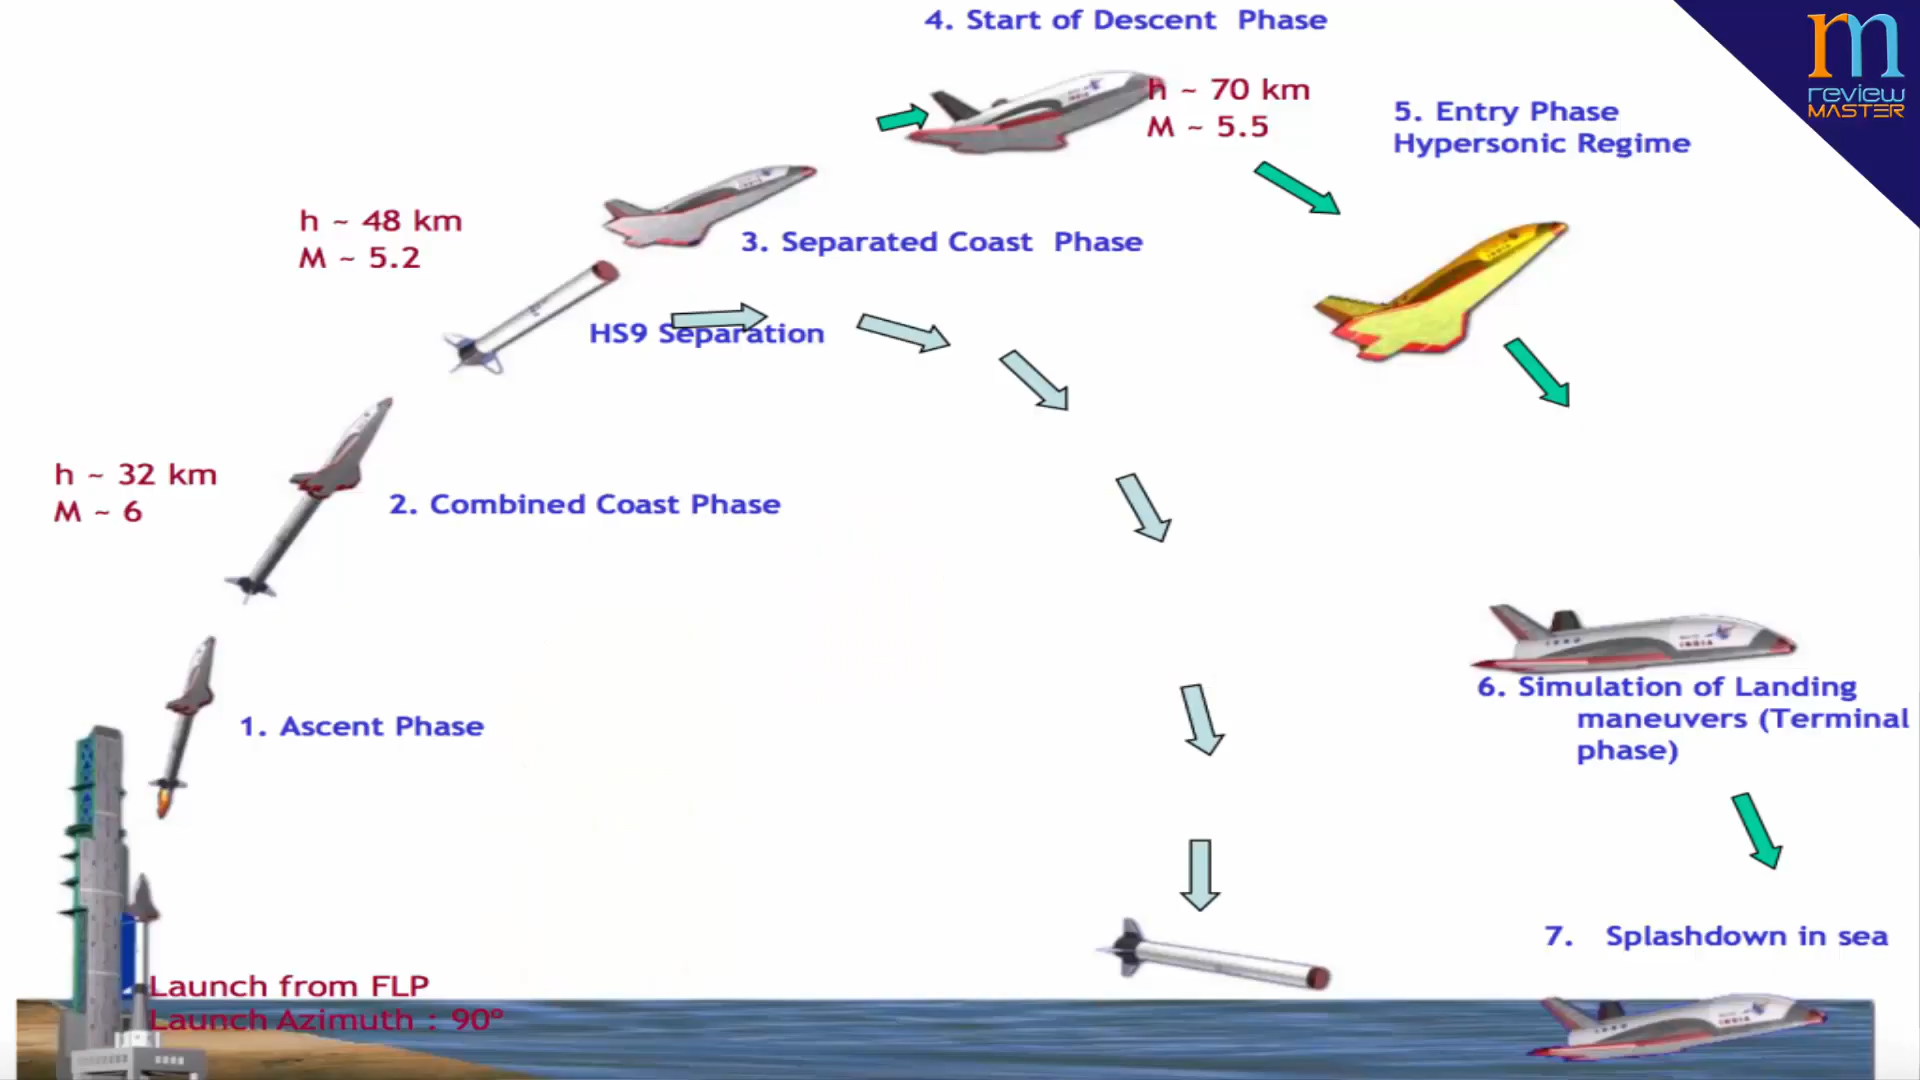 4. Start of Descent Phase
h ~ 70 km
M ~ 5.5
5. Entry Phase
Hypersonic Regime
m
review
MASTER
h ~ 48 km
M ~ 5.2
3. Separated Coast Phase
HS9 Separation
h ~ 32 km
M ~ 6
2. Combined Coast Phase
1. Ascent Phase
6. Simulation of Landing
maneuvers (Terminal
phase)
7. Splashdown in sea
Launch from FLP
Launch Azimuth : 90°
INDIA
INDIA